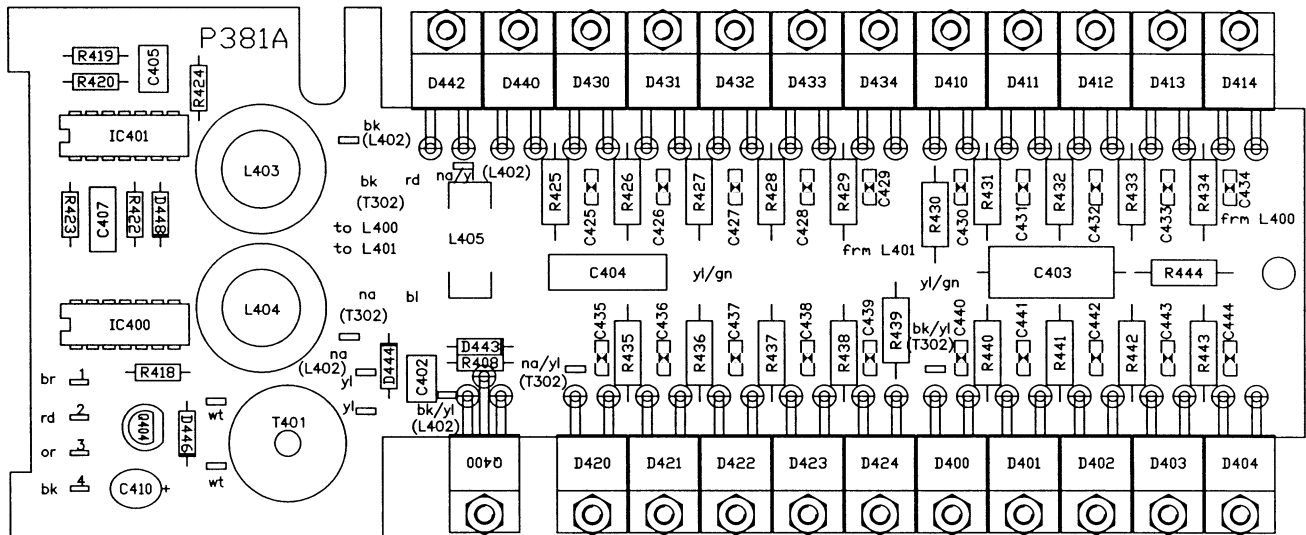 P381A
R419
R420
C405
R424
IC401
L403
bk
(L402)
D442
D440
D430
D431
D432
D433
D434
D410
D411
D412
D413
D414
R423
C407
R422
D448
bk
(T302)
rd
na/yl (L402)
to L400
to L401
L405
R425
C425
R426
C426
R427
C427
R428
C428
R429
C429
R430
C430
R431
C431
R432
C432
R433
C433
R434
C434
frm L401
frm L400
C404
yl/gn
yl/gn
C403
R444
IC400
L404
na
(T302)
bl
na
(L402)
D444
C402
D443
R408
na/yl
(T302)
C435
R435
C436
R436
C437
R437
C438
R438
C439
R439
bk/yl
(T302)
C440
R440
C441
R441
C442
R442
C443
R443
C444
R418
br 1
rd 2
or 3
bk 4
Q404
D446
C410 +
wt
wt
T401
yl
yl
bk/yl
(L402)
Q400
D420
D421
D422
D423
D424
D400
D401
D402
D403
D404